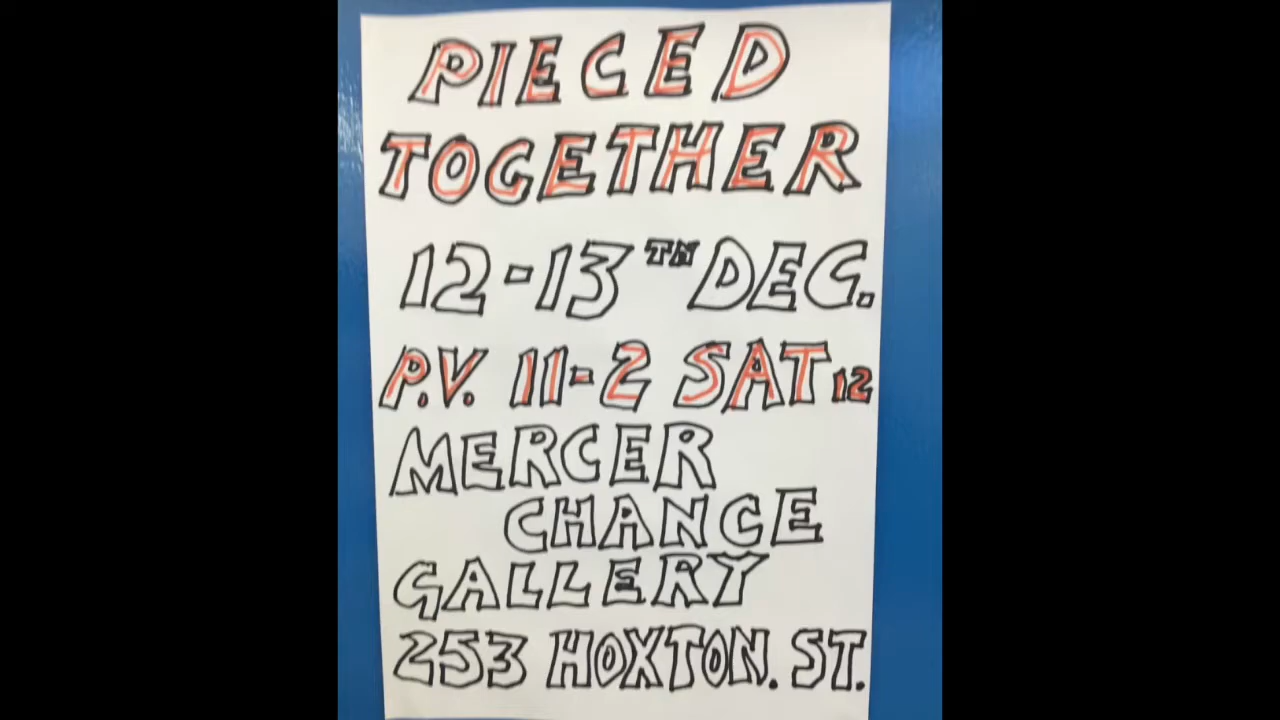 PIECED
TOGETHER
12-13TH DEC.
P.V. 11-2 SAT 12
MERCER
CHANCE
GALLERY
253 HOXTON. ST.